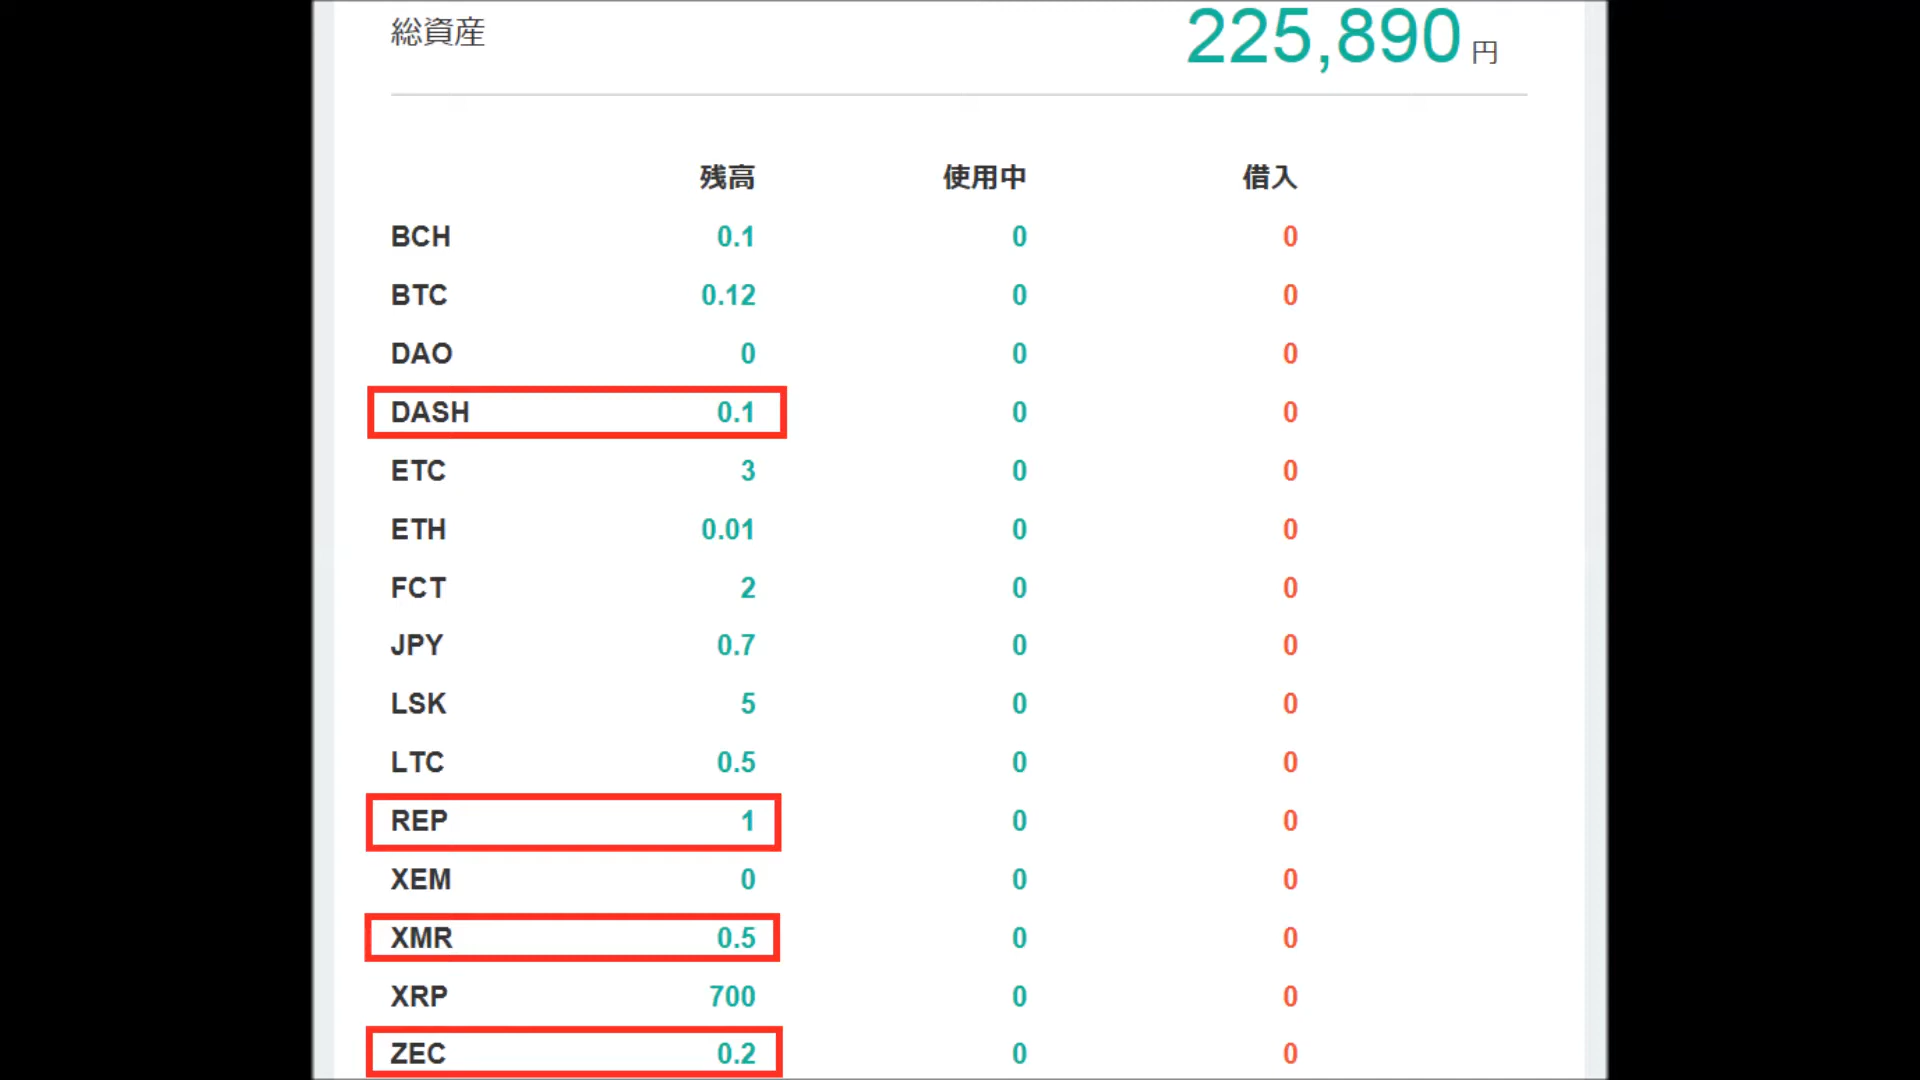 総資産 225,890 円
残高 使用中 借入
BCH 0.1 0 0
BTC 0.12 0 0
DAO 0 0 0
DASH 0.1 0 0
ETC 3 0 0
ETH 0.01 0 0
FCT 2 0 0
JPY 0.7 0 0
LSK 5 0 0
LTC 0.5 0 0
REP 1 0 0
XEM 0 0 0
XMR 0.5 0 0
XRP 700 0 0
ZEC 0.2 0 0